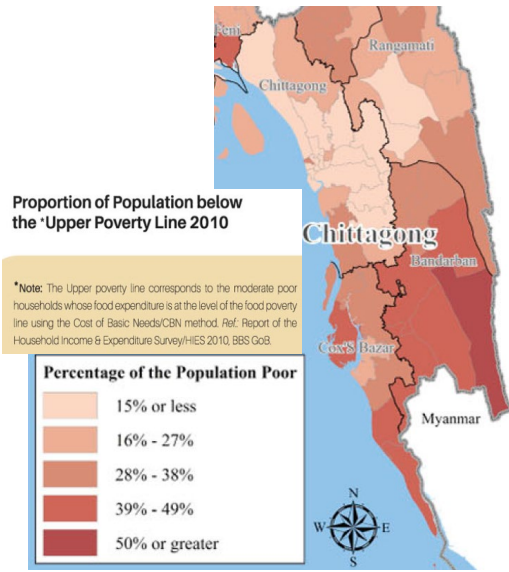 Feni
Rangamati
Chittagong
Proportion of Population below
the *Upper Poverty Line 2010
Chittagong
Bandarban
*Note: The Upper poverty line corresponds to the moderate poor
households whose food expenditure is at the level of the food poverty
line using the Cost of Basic Needs/CBN method. Ref.: Report of the
Household Income & Expenditure Survey/HIES 2010, BBS GoB.
Cox'S Bazar
Percentage of the Population Poor
15% or less
16% - 27%
28% - 38%
39% - 49%
50% or greater
Myanmar
N
W E
S